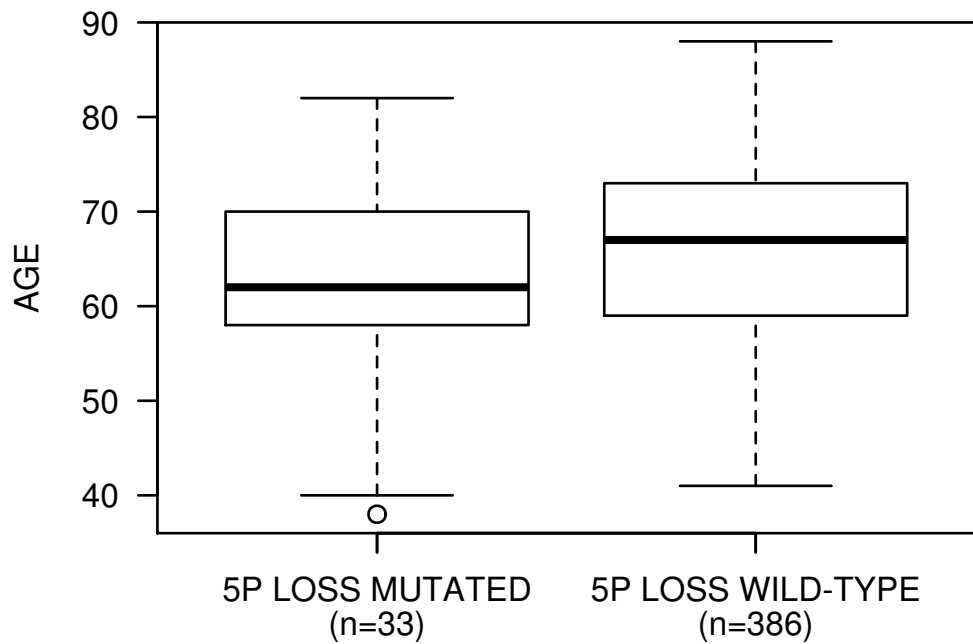 90
80
70
60
50
40
AGE
5P LOSS MUTATED
(n=33)
5P LOSS WILD-TYPE
(n=386)